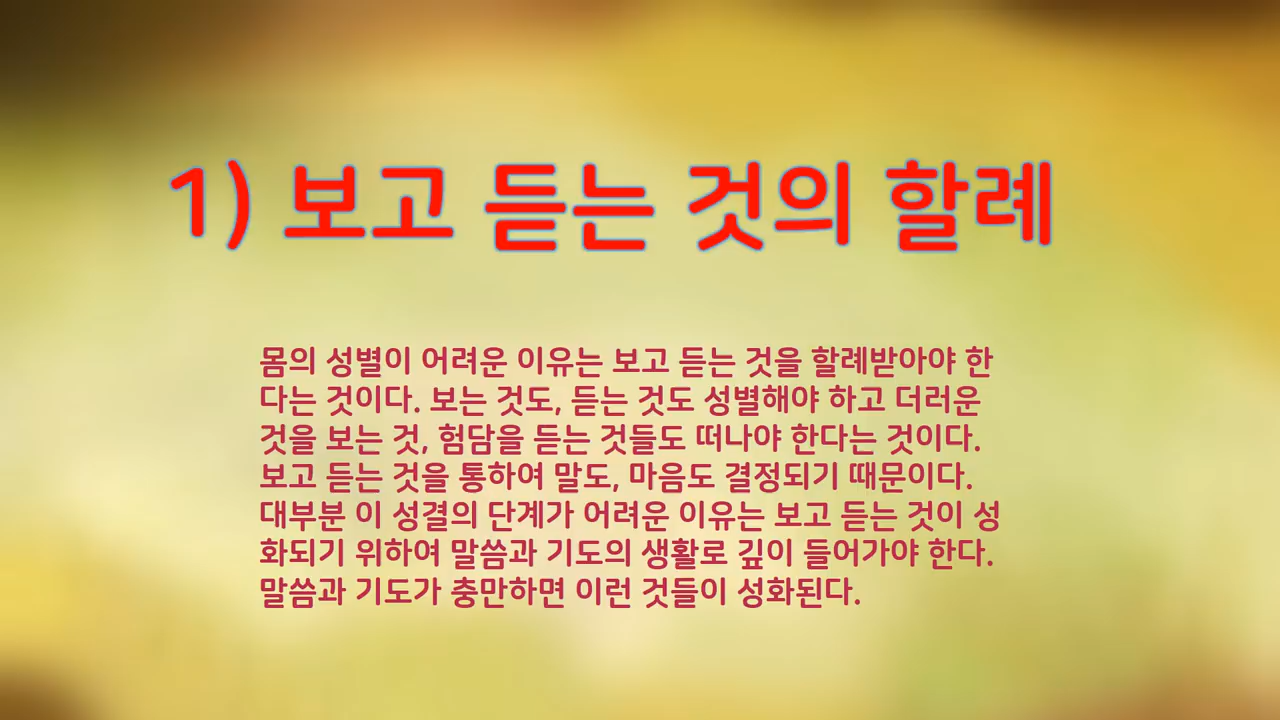 1) 보고 듣는 것의 할례
몸의 성별이 어려운 이유는 보고 듣는 것을 할례받아야 한
다는 것이다. 보는 것도, 듣는 것도 성별해야 하고 더러운
것을 보는 것, 험담을 듣는 것들도 떠나야 한다는 것이다.
보고 듣는 것을 통하여 말도, 마음도 결정되기 때문이다.
대부분 이 성결의 단계가 어려운 이유는 보고 듣는 것이 성
화되기 위하여 말씀과 기도의 생활로 깊이 들어가야 한다.
말씀과 기도가 충만하면 이런 것들이 성화된다.